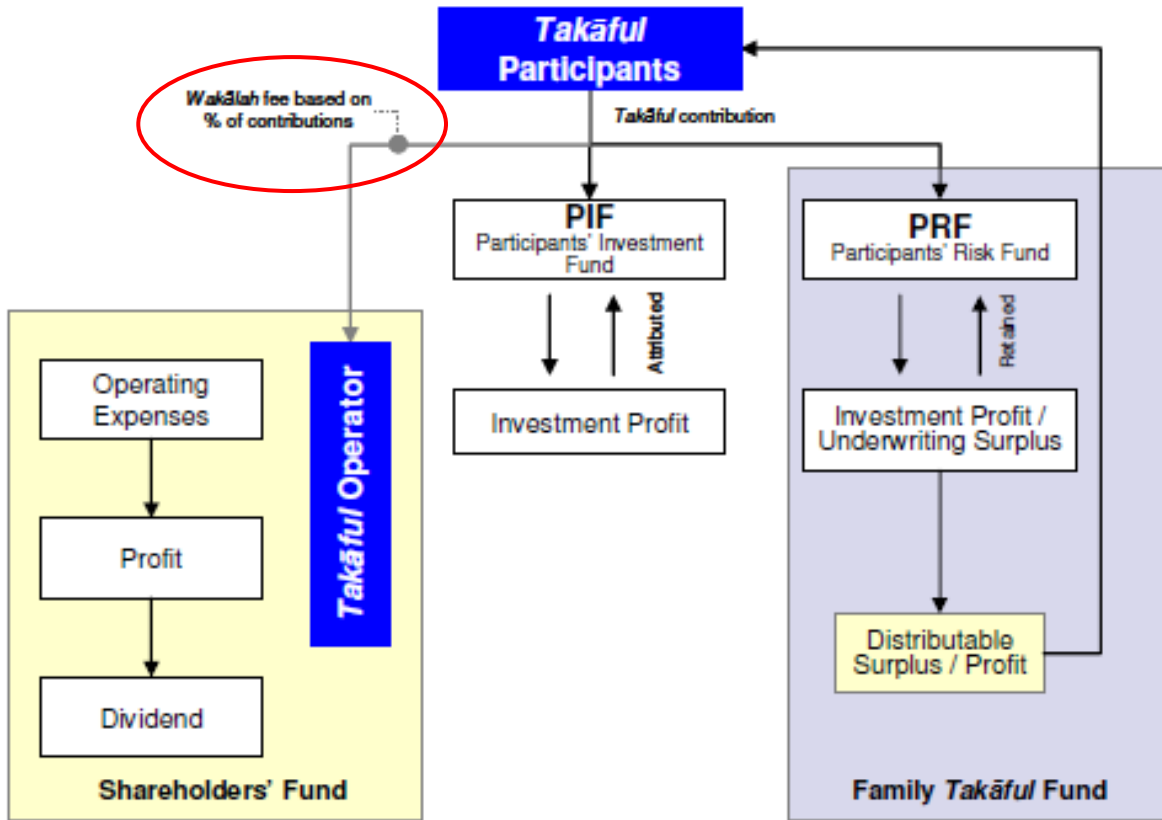 Takāful
Participants
Wakālah fee based on
% of contributions
Takāful contribution
PIF
Participants' Investment
Fund
PRF
Participants' Risk Fund
Attributed
Retained
Operating
Expenses
Takāful Operator
Investment Profit
Investment Profit /
Underwriting Surplus
Profit
Distributable
Surplus / Profit
Dividend
Shareholders' Fund
Family Takāful Fund